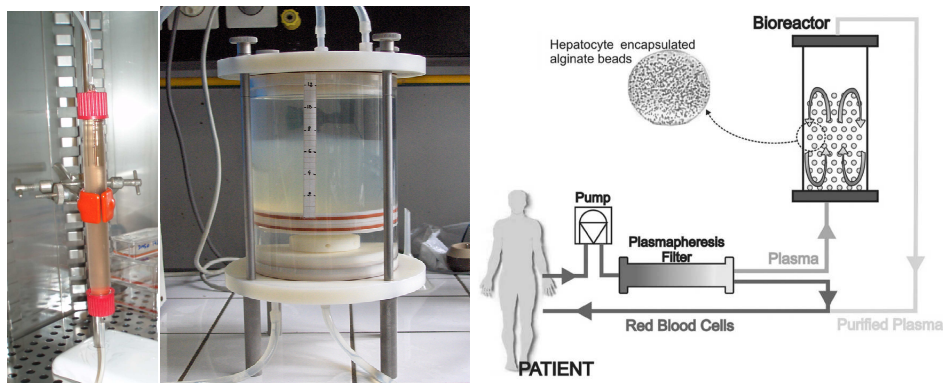 Bioreactor
Hepatocyte encapsulated
alginate beads
Pump
Plasmapheresis
Filter
Plasma
Red Blood Cells
Purified Plasma
PATIENT